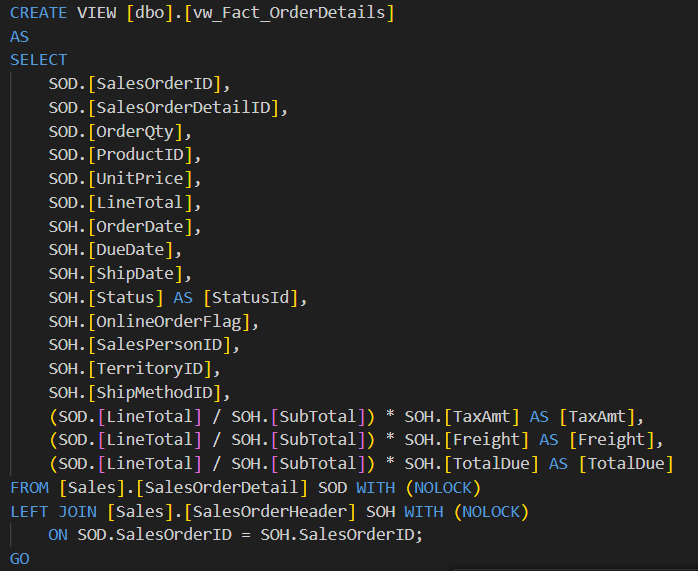 CREATE VIEW [dbo].[vw_Fact_OrderDetails]
AS
SELECT
SOD.[SalesOrderID],
SOD.[SalesOrderDetailID],
SOD.[OrderQty],
SOD.[ProductID],
SOD.[UnitPrice],
SOD.[LineTotal],
SOH.[OrderDate],
SOH.[DueDate],
SOH.[ShipDate],
SOH.[Status] AS [StatusId],
SOH.[OnlineOrderFlag],
SOH.[SalesPersonID],
SOH.[TerritoryID],
SOH.[ShipMethodID],
(SOD.[LineTotal] / SOH.[SubTotal]) * SOH.[TaxAmt] AS [TaxAmt],
(SOD.[LineTotal] / SOH.[SubTotal]) * SOH.[Freight] AS [Freight],
(SOD.[LineTotal] / SOH.[SubTotal]) * SOH.[TotalDue] AS [TotalDue]
FROM [Sales].[SalesOrderDetail] SOD WITH (NOLOCK)
LEFT JOIN [Sales].[SalesOrderHeader] SOH WITH (NOLOCK)
ON SOD.SalesOrderID = SOH.SalesOrderID;
GO